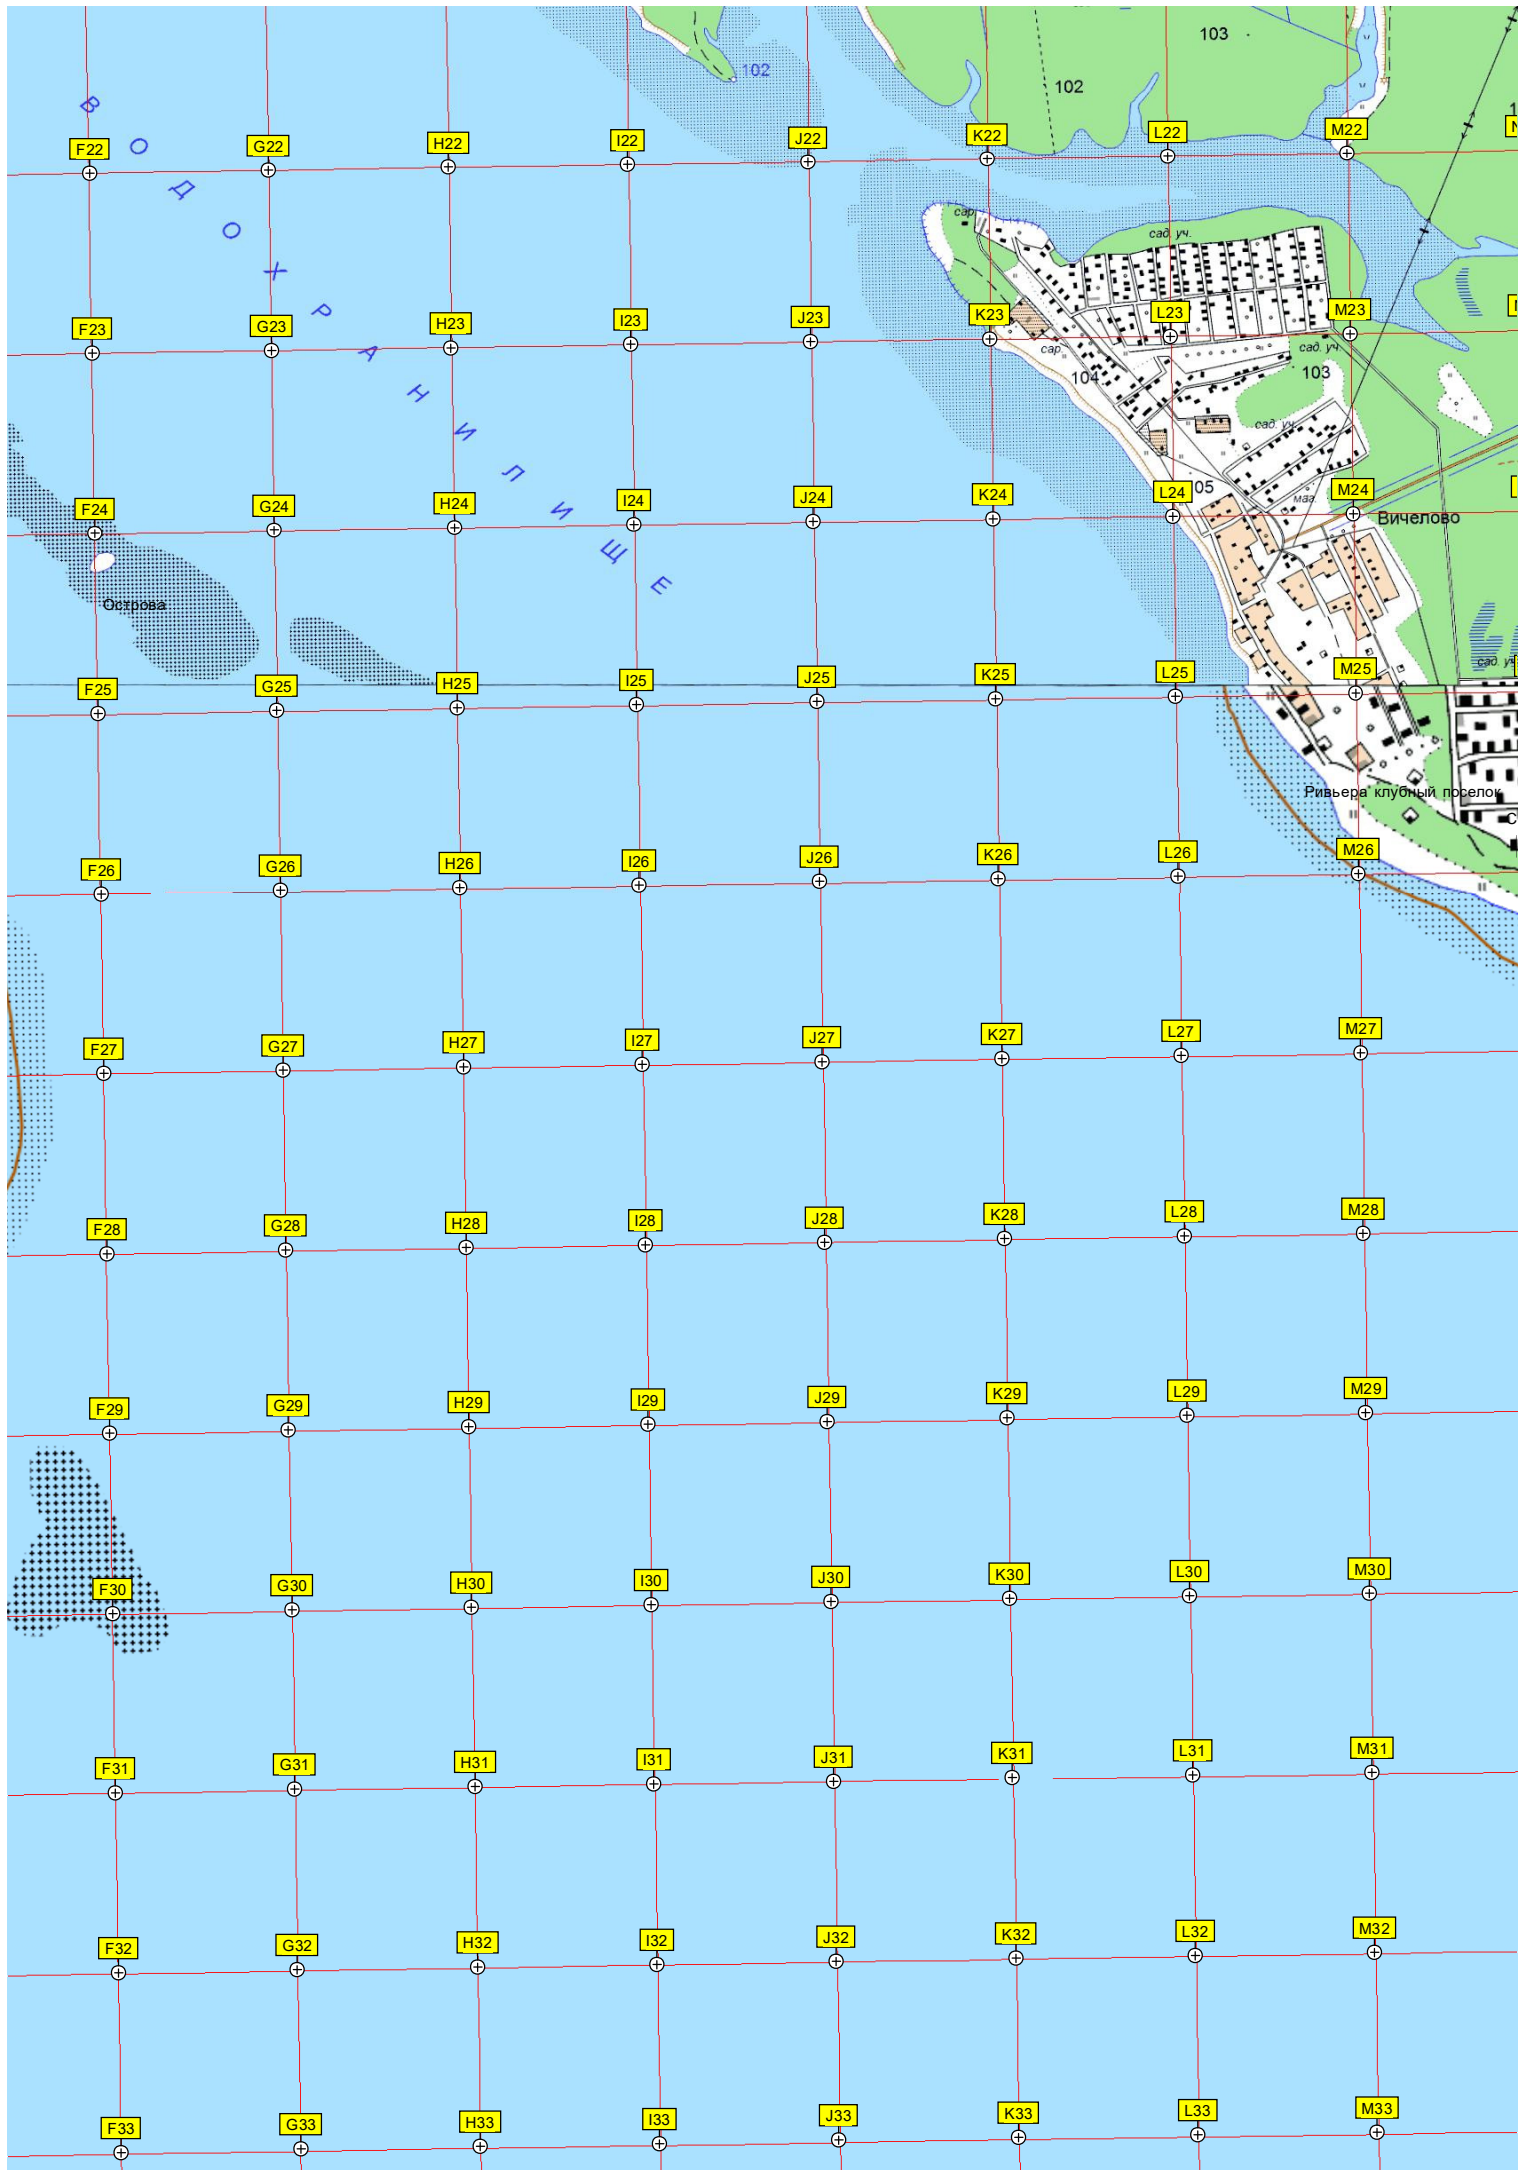 103
102
102
ВОДОХРАНИЛИЩЕ
F22 G22 H22 I22 J22 K22 L22 M22
сар.
сад. уч.
F23 G23 H23 I23 J23 K23 L23 M23
сар.
сад. уч.
104
103
сад. уч.
F24 G24 H24 I24 J24 K24 L24 M24
05
маг.
Вичелово
Острова
сад. уч.
F25 G25 H25 I25 J25 K25 L25 M25
Ривьера клубный поселок
С
F26 G26 H26 I26 J26 K26 L26 M26
F27 G27 H27 I27 J27 K27 L27 M27
F28 G28 H28 I28 J28 K28 L28 M28
F29 G29 H29 I29 J29 K29 L29 M29
F30 G30 H30 I30 J30 K30 L30 M30
F31 G31 H31 I31 J31 K31 L31 M31
F32 G32 H32 I32 J32 K32 L32 M32
F33 G33 H33 I33 J33 K33 L33 M33